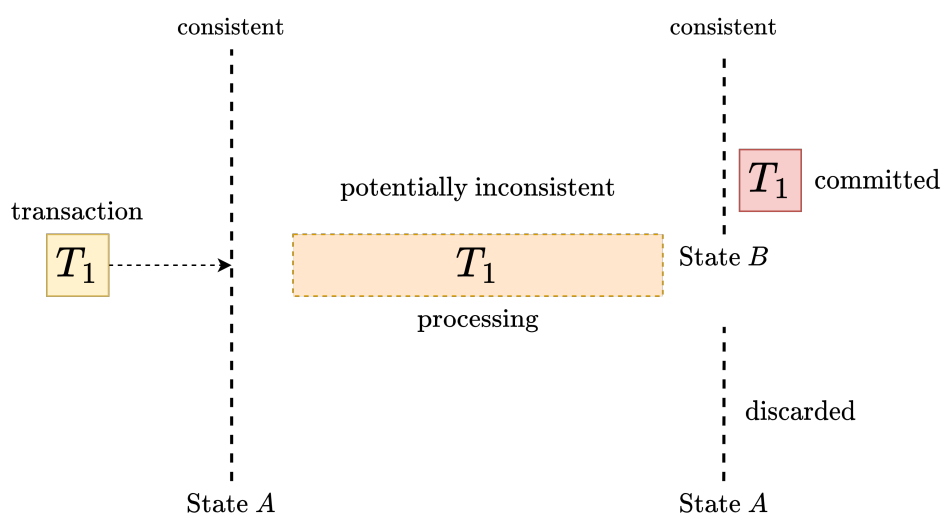 consistent
consistent
T₁
committed
potentially inconsistent
transaction
T₁
T₁
State B
processing
discarded
State A
State A